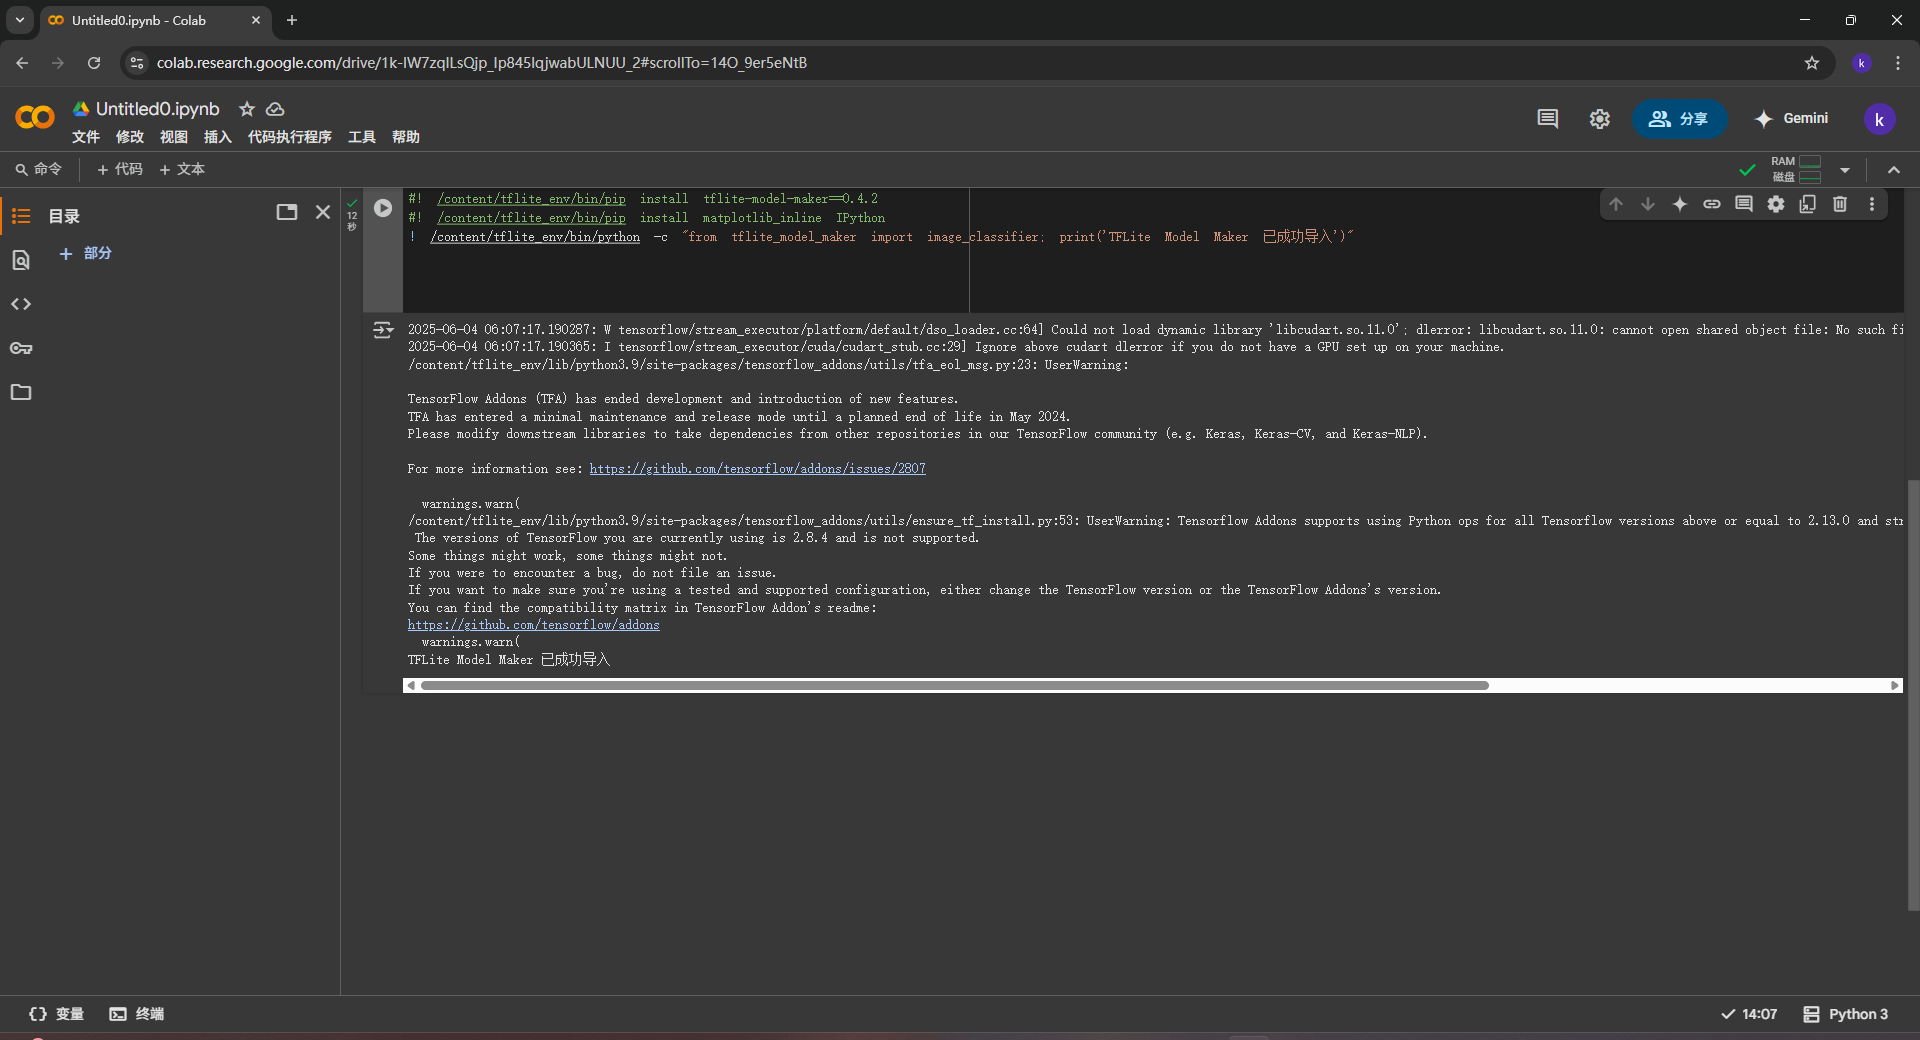 Untitled0.ipynb - Colab
colab.research.google.com/drive/1k-IW7zqlLsQjp_Ip845IqjwabULNUU_2#scrollTo=14O_9er5eNtB
k
Untitled0.ipynb
文件 修改 视图 插入 代码执行程序 工具 帮助
分享
Gemini
k
命令
+ 代码 + 文本
RAM
磁盘
目录
+ 部分
12
秒
#! /content/tflite_env/bin/pip install tflite-model-maker==0.4.2
#! /content/tflite_env/bin/pip install matplotlib_inline IPython
! /content/tflite_env/bin/python -c "from tflite_model_maker import image_classifier; print('TFLite Model Maker 已成功导入')"
2025-06-04 06:07:17.190287: W tensorflow/stream_executor/platform/default/dso_loader.cc:64] Could not load dynamic library 'libcudart.so.11.0'; dlerror: libcudart.so.11.0: cannot open shared object file: No such fi
2025-06-04 06:07:17.190365: I tensorflow/stream_executor/cuda/cudart_stub.cc:29] Ignore above cudart dlerror if you do not have a GPU set up on your machine.
/content/tflite_env/lib/python3.9/site-packages/tensorflow_addons/utils/tfa_eol_msg.py:23: UserWarning:
TensorFlow Addons (TFA) has ended development and introduction of new features.
TFA has entered a minimal maintenance and release mode until a planned end of life in May 2024.
Please modify downstream libraries to take dependencies from other repositories in our TensorFlow community (e.g. Keras, Keras-CV, and Keras-NLP).
For more information see: https://github.com/tensorflow/addons/issues/2807
warnings.warn(
/content/tflite_env/lib/python3.9/site-packages/tensorflow_addons/utils/ensure_tf_install.py:53: UserWarning: Tensorflow Addons supports using Python ops for all Tensorflow versions above or equal to 2.13.0 and str
The versions of TensorFlow you are currently using is 2.8.4 and is not supported.
Some things might work, some things might not.
If you were to encounter a bug, do not file an issue.
If you want to make sure you're using a tested and supported configuration, either change the TensorFlow version or the TensorFlow Addons's version.
You can find the compatibility matrix in TensorFlow Addon's readme:
https://github.com/tensorflow/addons
warnings.warn(
TFLite Model Maker 已成功导入
变量
终端
14:07
Python 3